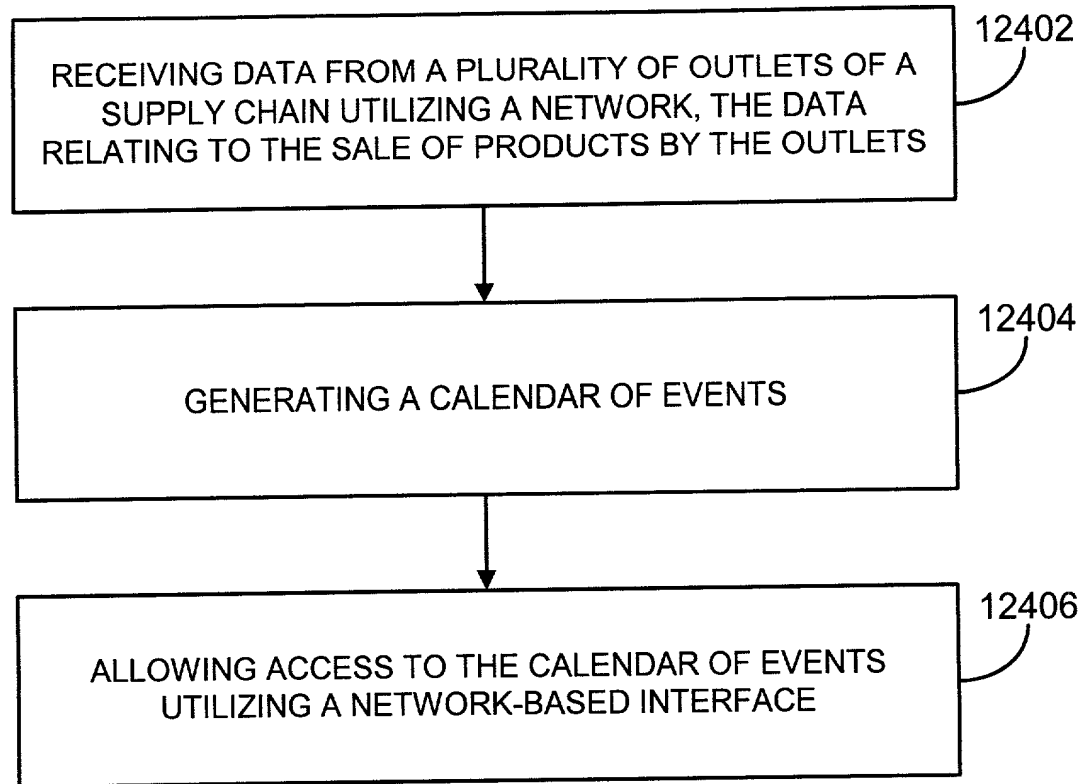 12402
RECEIVING DATA FROM A PLURALITY OF OUTLETS OF A
SUPPLY CHAIN UTILIZING A NETWORK, THE DATA
RELATING TO THE SALE OF PRODUCTS BY THE OUTLETS
12404
GENERATING A CALENDAR OF EVENTS
12406
ALLOWING ACCESS TO THE CALENDAR OF EVENTS
UTILIZING A NETWORK-BASED INTERFACE